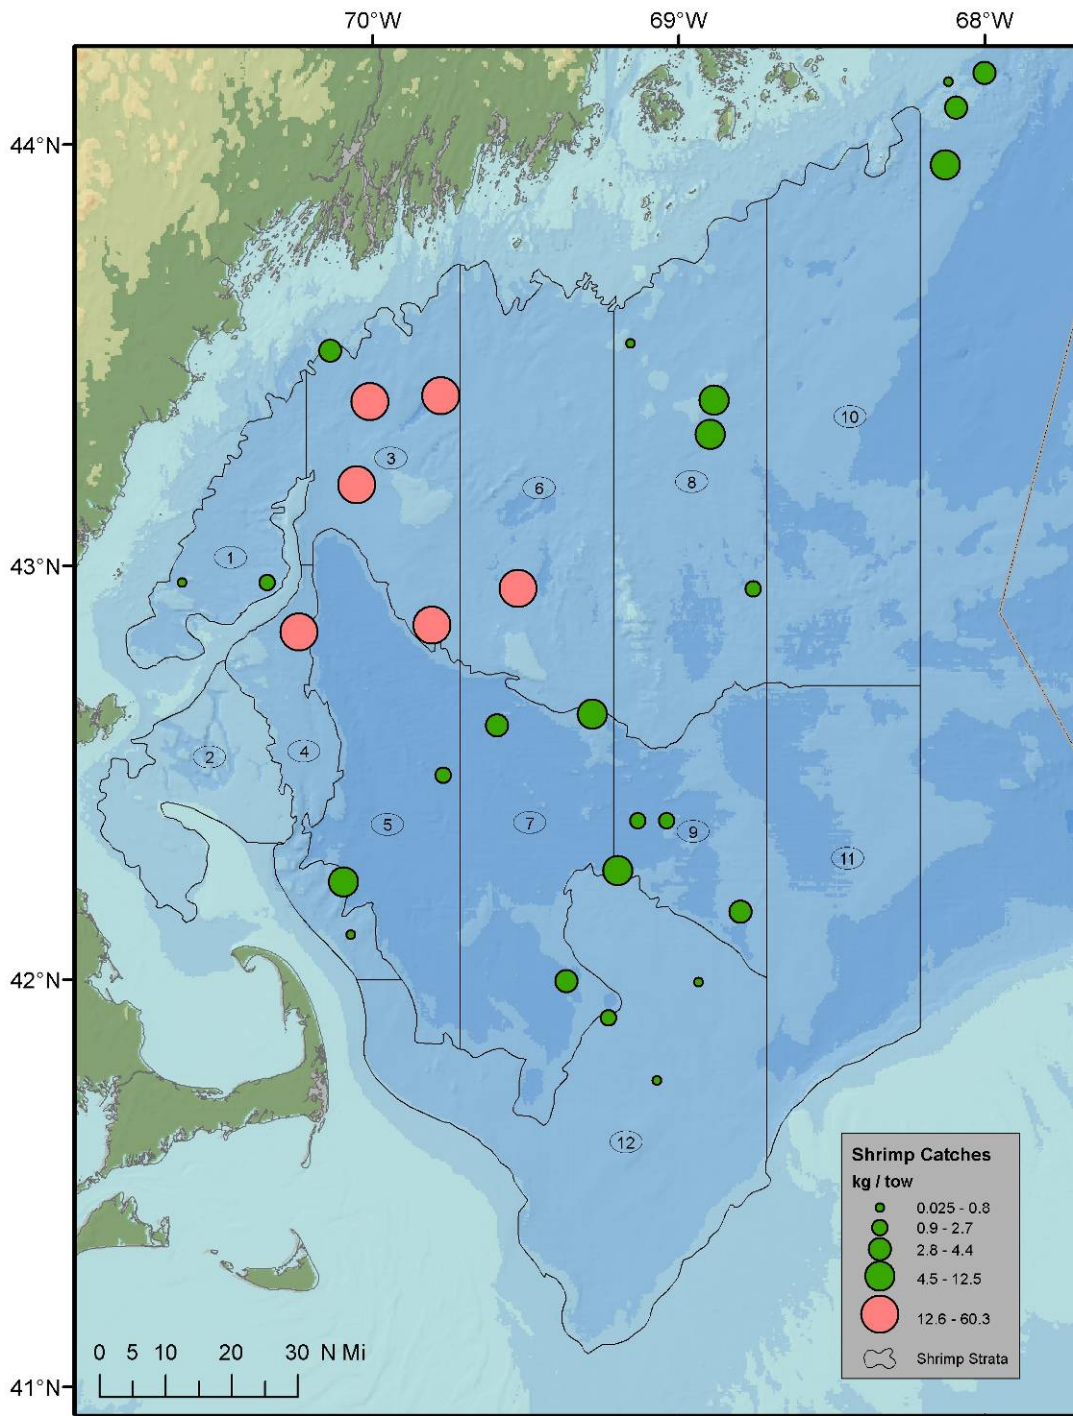 70°W 69°W 68°W
44°N
10
3
8
6
43°N
1
4
2
7
5
9
11
42°N
12
Shrimp Catches
kg / tow
0.025 - 0.8
0.9 - 2.7
2.8 - 4.4
4.5 - 12.5
12.6 - 60.3
Shrimp Strata
0 5 10 20 30 N Mi
41°N